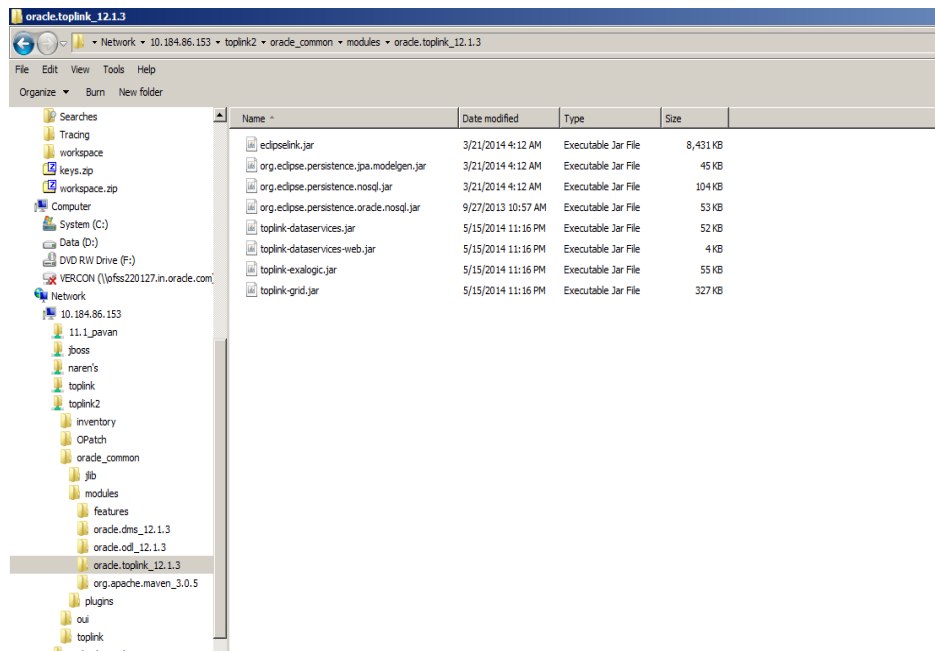 oracle.toplink_12.1.3
Network 10.184.86.153 toplink2 oracle_common modules oracle.toplink_12.1.3
File Edit View Tools Help
Organize Burn New folder
Searches
Tracing
workspace
keys.zip
workspace.zip
Computer
System (C:)
Data (D:)
DVD RW Drive (F:)
VERCON (\\ofss220127.in.oracle.com)
Network
10.184.86.153
11.1_pavan
jboss
naren's
toplink
toplink2
inventory
OPatch
oracle_common
jlib
modules
features
oracle.dms_12.1.3
oracle.odl_12.1.3
oracle.toplink_12.1.3
org.apache.maven_3.0.5
plugins
oui
toplink
Name Date modified Type Size
eclipselink.jar 3/21/2014 4:12 AM Executable Jar File 8,431 KB
org.eclipse.persistence.jpa.modelgen.jar 3/21/2014 4:12 AM Executable Jar File 45 KB
org.eclipse.persistence.nosql.jar 3/21/2014 4:12 AM Executable Jar File 104 KB
org.eclipse.persistence.oracle.nosql.jar 9/27/2013 10:57 AM Executable Jar File 53 KB
toplink-dataservices.jar 5/15/2014 11:16 PM Executable Jar File 52 KB
toplink-dataservices-web.jar 5/15/2014 11:16 PM Executable Jar File 4 KB
toplink-exalogic.jar 5/15/2014 11:16 PM Executable Jar File 55 KB
toplink-grid.jar 5/15/2014 11:16 PM Executable Jar File 327 KB